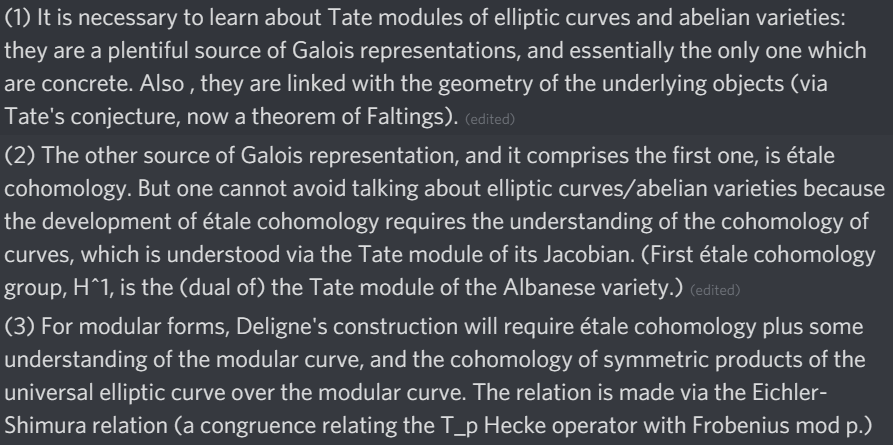 (1) It is necessary to learn about Tate modules of elliptic curves and abelian varieties:
they are a plentiful source of Galois representations, and essentially the only one which
are concrete. Also , they are linked with the geometry of the underlying objects (via
Tate's conjecture, now a theorem of Faltings). (edited)
(2) The other source of Galois representation, and it comprises the first one, is étale
cohomology. But one cannot avoid talking about elliptic curves/abelian varieties because
the development of étale cohomology requires the understanding of the cohomology of
curves, which is understood via the Tate module of its Jacobian. (First étale cohomology
group, H^1, is the (dual of) the Tate module of the Albanese variety.) (edited)
(3) For modular forms, Deligne's construction will require étale cohomology plus some
understanding of the modular curve, and the cohomology of symmetric products of the
universal elliptic curve over the modular curve. The relation is made via the Eichler-
Shimura relation (a congruence relating the T_p Hecke operator with Frobenius mod p.)